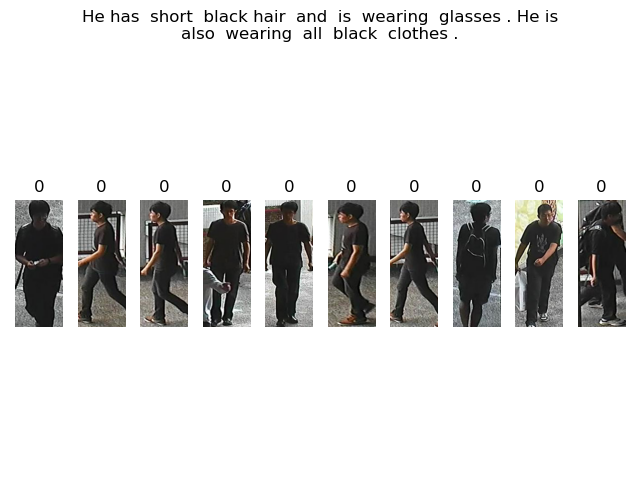 He has  short  black hair  and  is  wearing  glasses . He is
also  wearing  all  black  clothes .
0 0 0 0 0 0 0 0 0 0